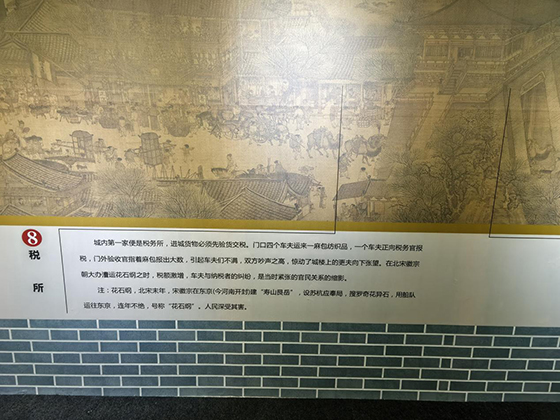 8
税
所
城内第一家便是税务所，进城货物必须先验货交税。门口四个车夫运来一麻包纺织品，一个车夫正向税务官报
税，门外验收官指着麻包报出大数，引起车夫们不满，双方吵声之高，惊动了城楼上的更夫向下张望。在北宋徽宗
朝大办漕运花石纲之时，税额激增，车夫与纳税者的纠纷，是当时紧张的官民关系的缩影。
注：花石纲，北宋末年，宋徽宗在东京(今河南开封)建“寿山艮岳”，设苏杭应奉局，搜罗奇花异石，用船队
运往东京，连年不绝，号称“花石纲”。人民深受其害。